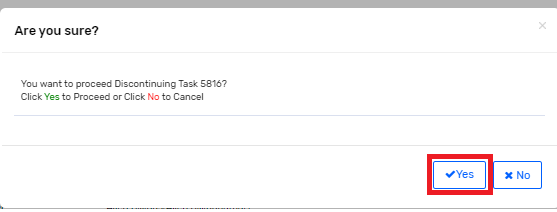 Are you sure?
×
You want to proceed Discontinuing Task 5816?
Click Yes to Proceed or Click No to Cancel
✔Yes
✖ No